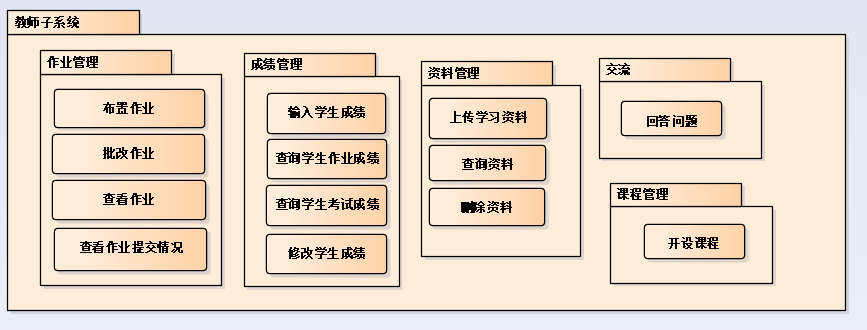 教师子系统
作业管理
布置作业
批改作业
查看作业
查看作业提交情况
成绩管理
输入学生成绩
查询学生作业成绩
查询学生考试成绩
修改学生成绩
资料管理
上传学习资料
查询资料
删除资料
交流
回答问题
课程管理
开设课程